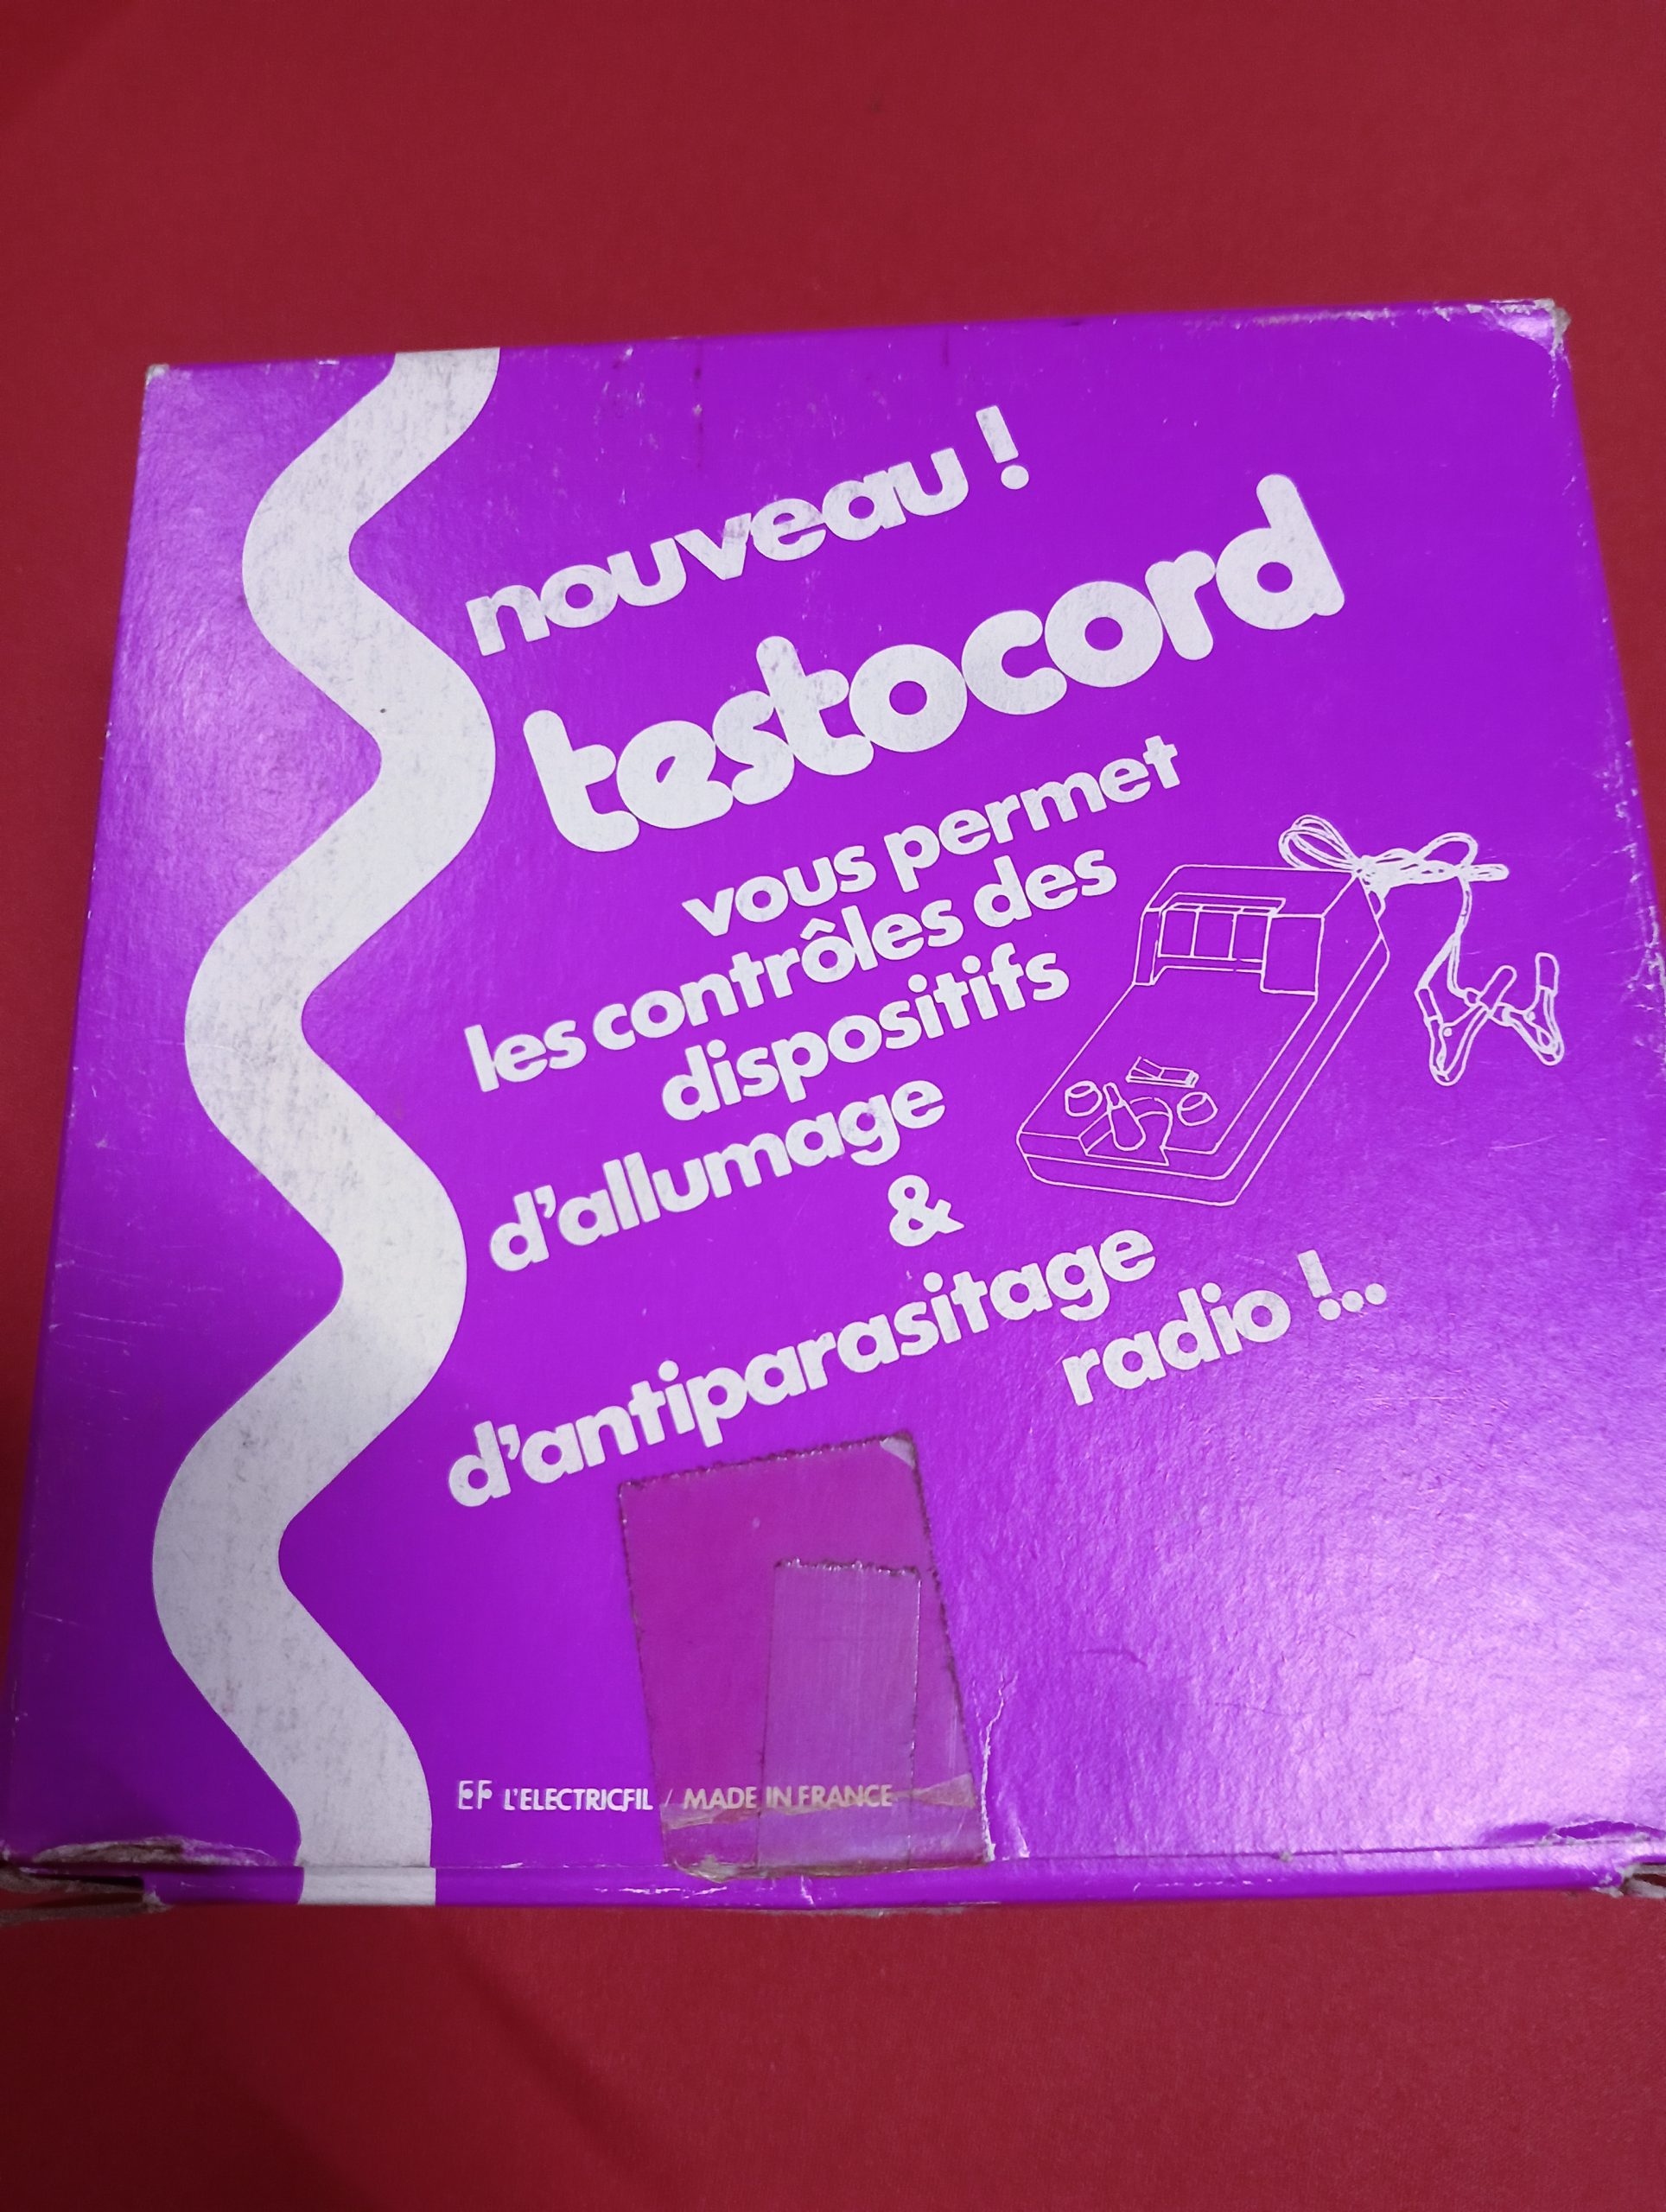 nouveau !
testocord
vous permet
les contrôles des
dispositifs
d'allumage
&
d'antiparasitage
radio !...
EF L'ELECTRICFIL / MADE IN FRANCE